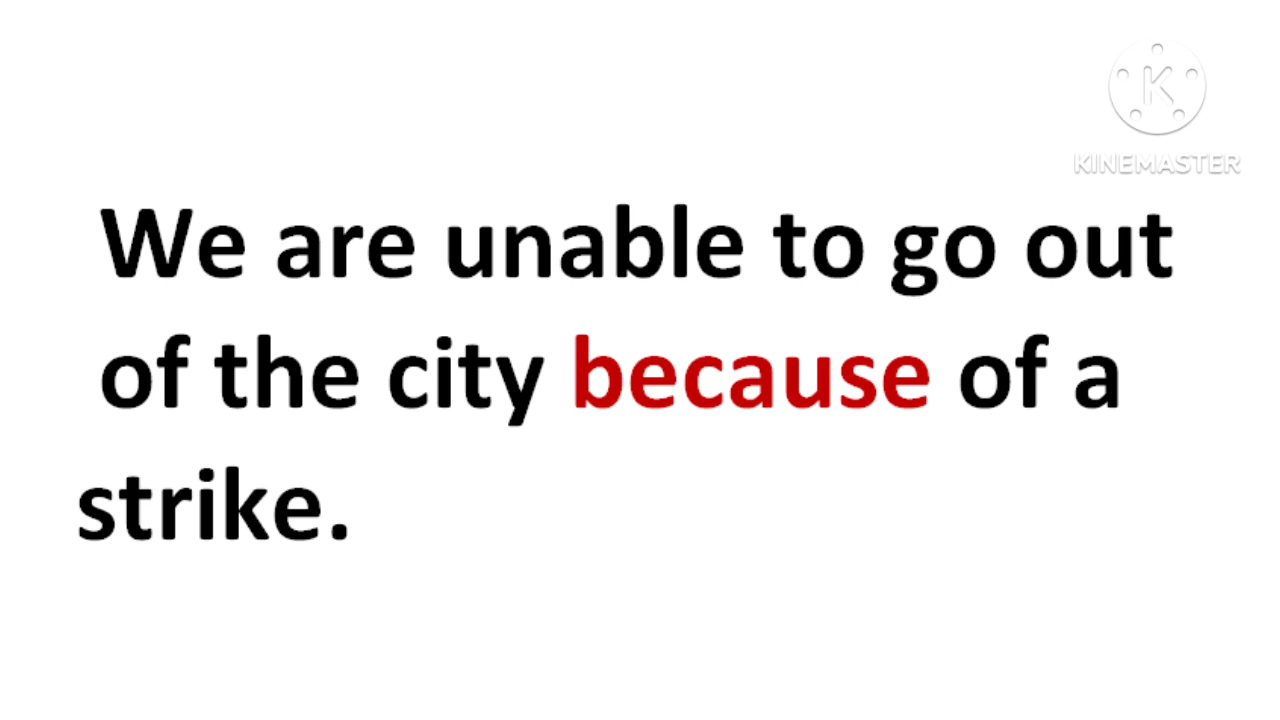 KINEMASTER
We are unable to go out
of the city because of a
strike.